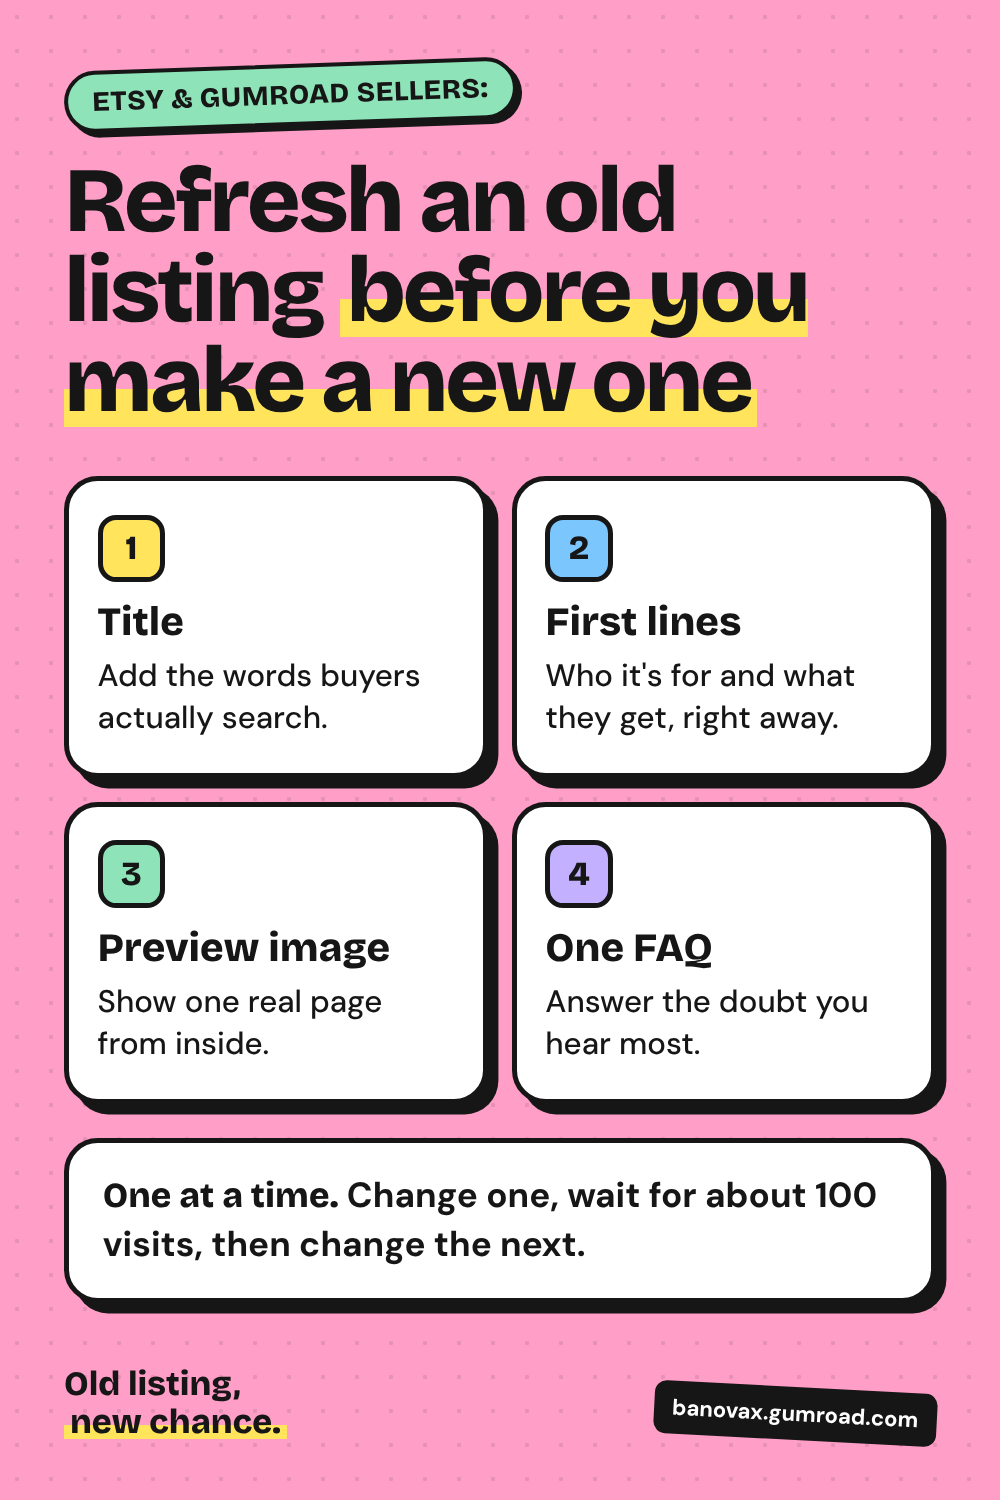 ETSY & GUMROAD SELLERS:
Refresh an old
listing before you
make a new one
1
Title
Add the words buyers
actually search.
2
First lines
Who it's for and what
they get, right away.
3
Preview image
Show one real page
from inside.
4
One FAQ
Answer the doubt you
hear most.
One at a time. Change one, wait for about 100
visits, then change the next.
Old listing,
new chance.
banovax.gumroad.com